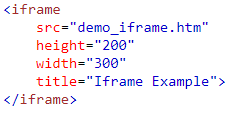 <iframe
src="demo_iframe.htm"
height="200"
width="300"
title="Iframe Example">
</iframe>